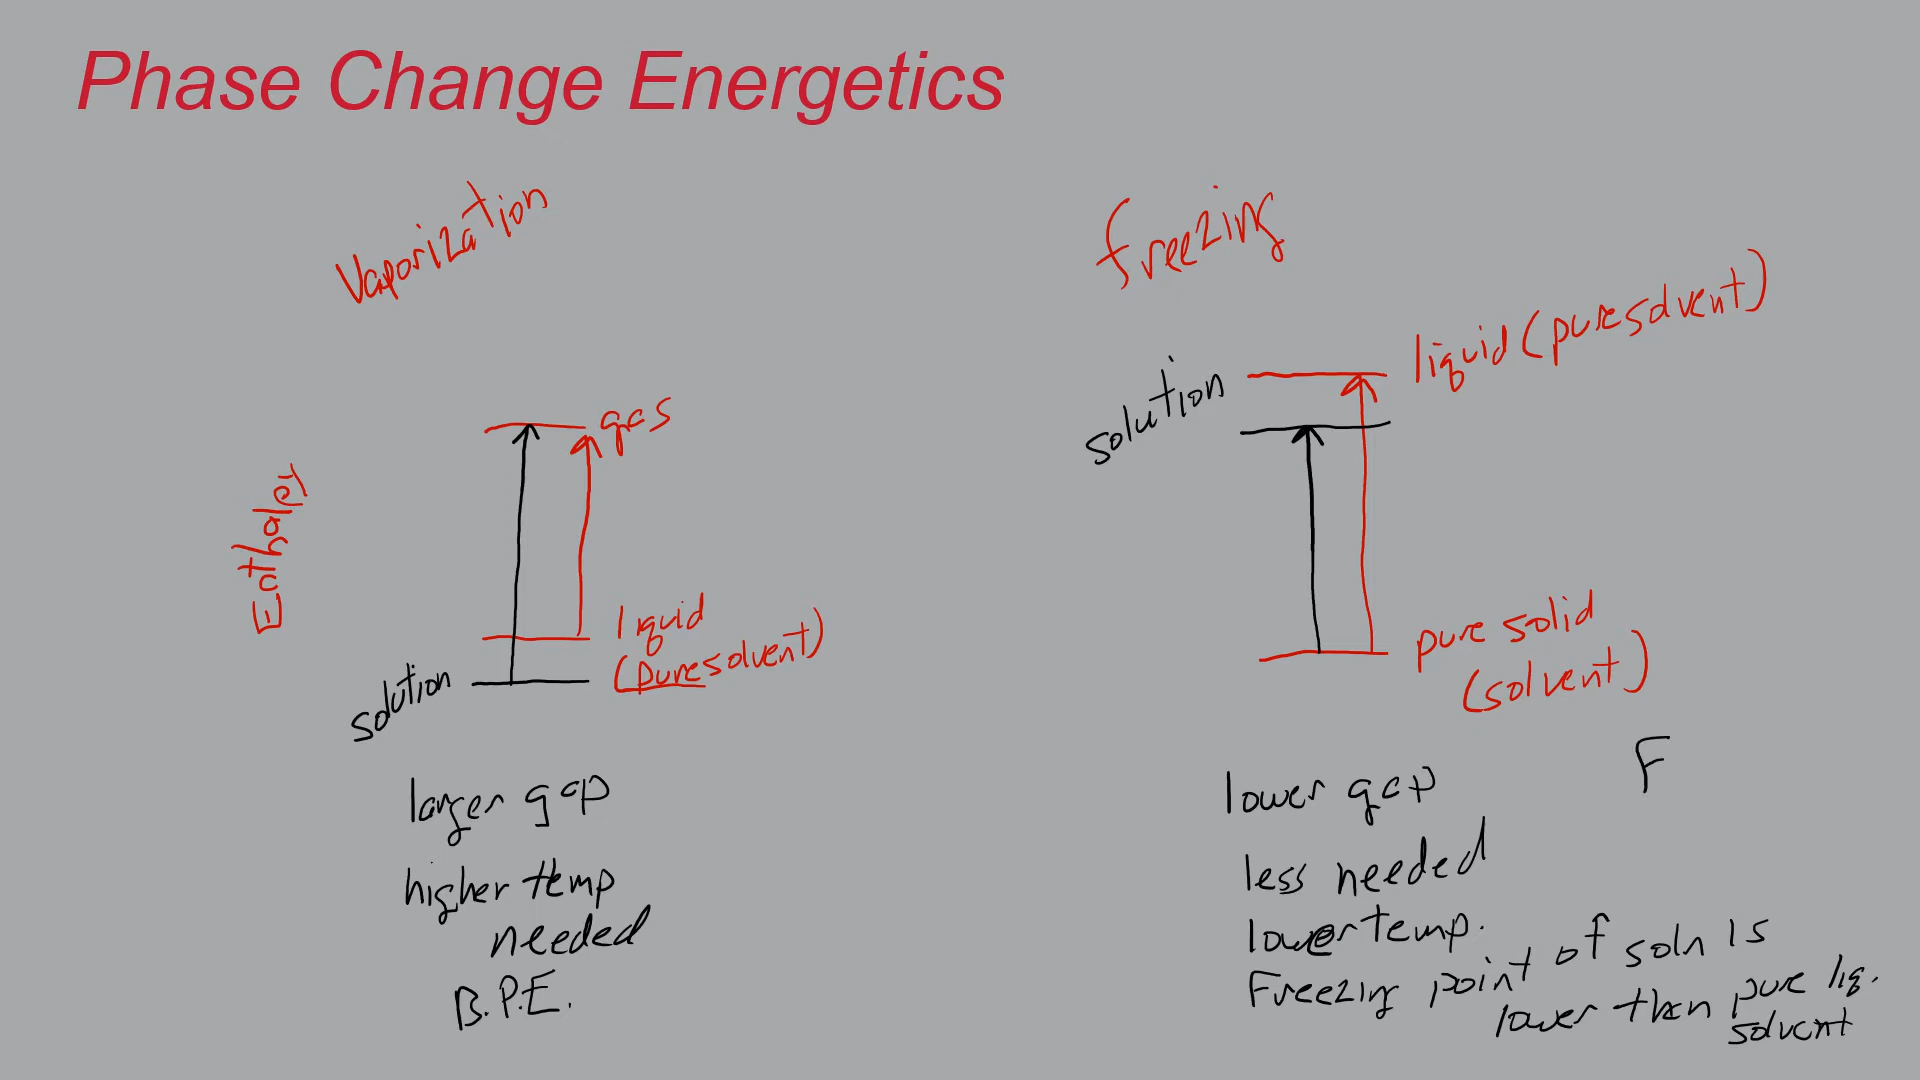 Phase Change Energetics
Vaporization
gas
Enthalpy
liquid
(pure solvent)
solution
larger gap
higher temp
needed
B.P.E.
freezing
liquid (pure solvent)
solution
pure solid
(solvent)
F
lower gap
less needed
lower temp.
Freezing point of soln is
lower than pure liq.
solvent